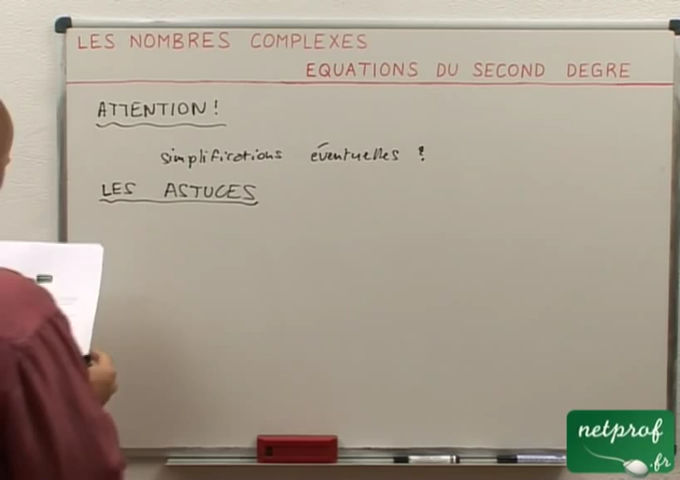 LES NOMBRES COMPLEXES
EQUATIONS DU SECOND DEGRE
ATTENTION !
simplifications éventuelles ?
LES ASTUCES
netprof
.fr